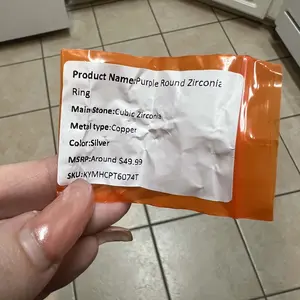 Product Name:Purple Round Zirconia
Ring
Main Stone:Cubic Zirconia
Metal type:Copper
Color:Silver
MSRP:Around $49.99
SKU:KYMHCPT6074T